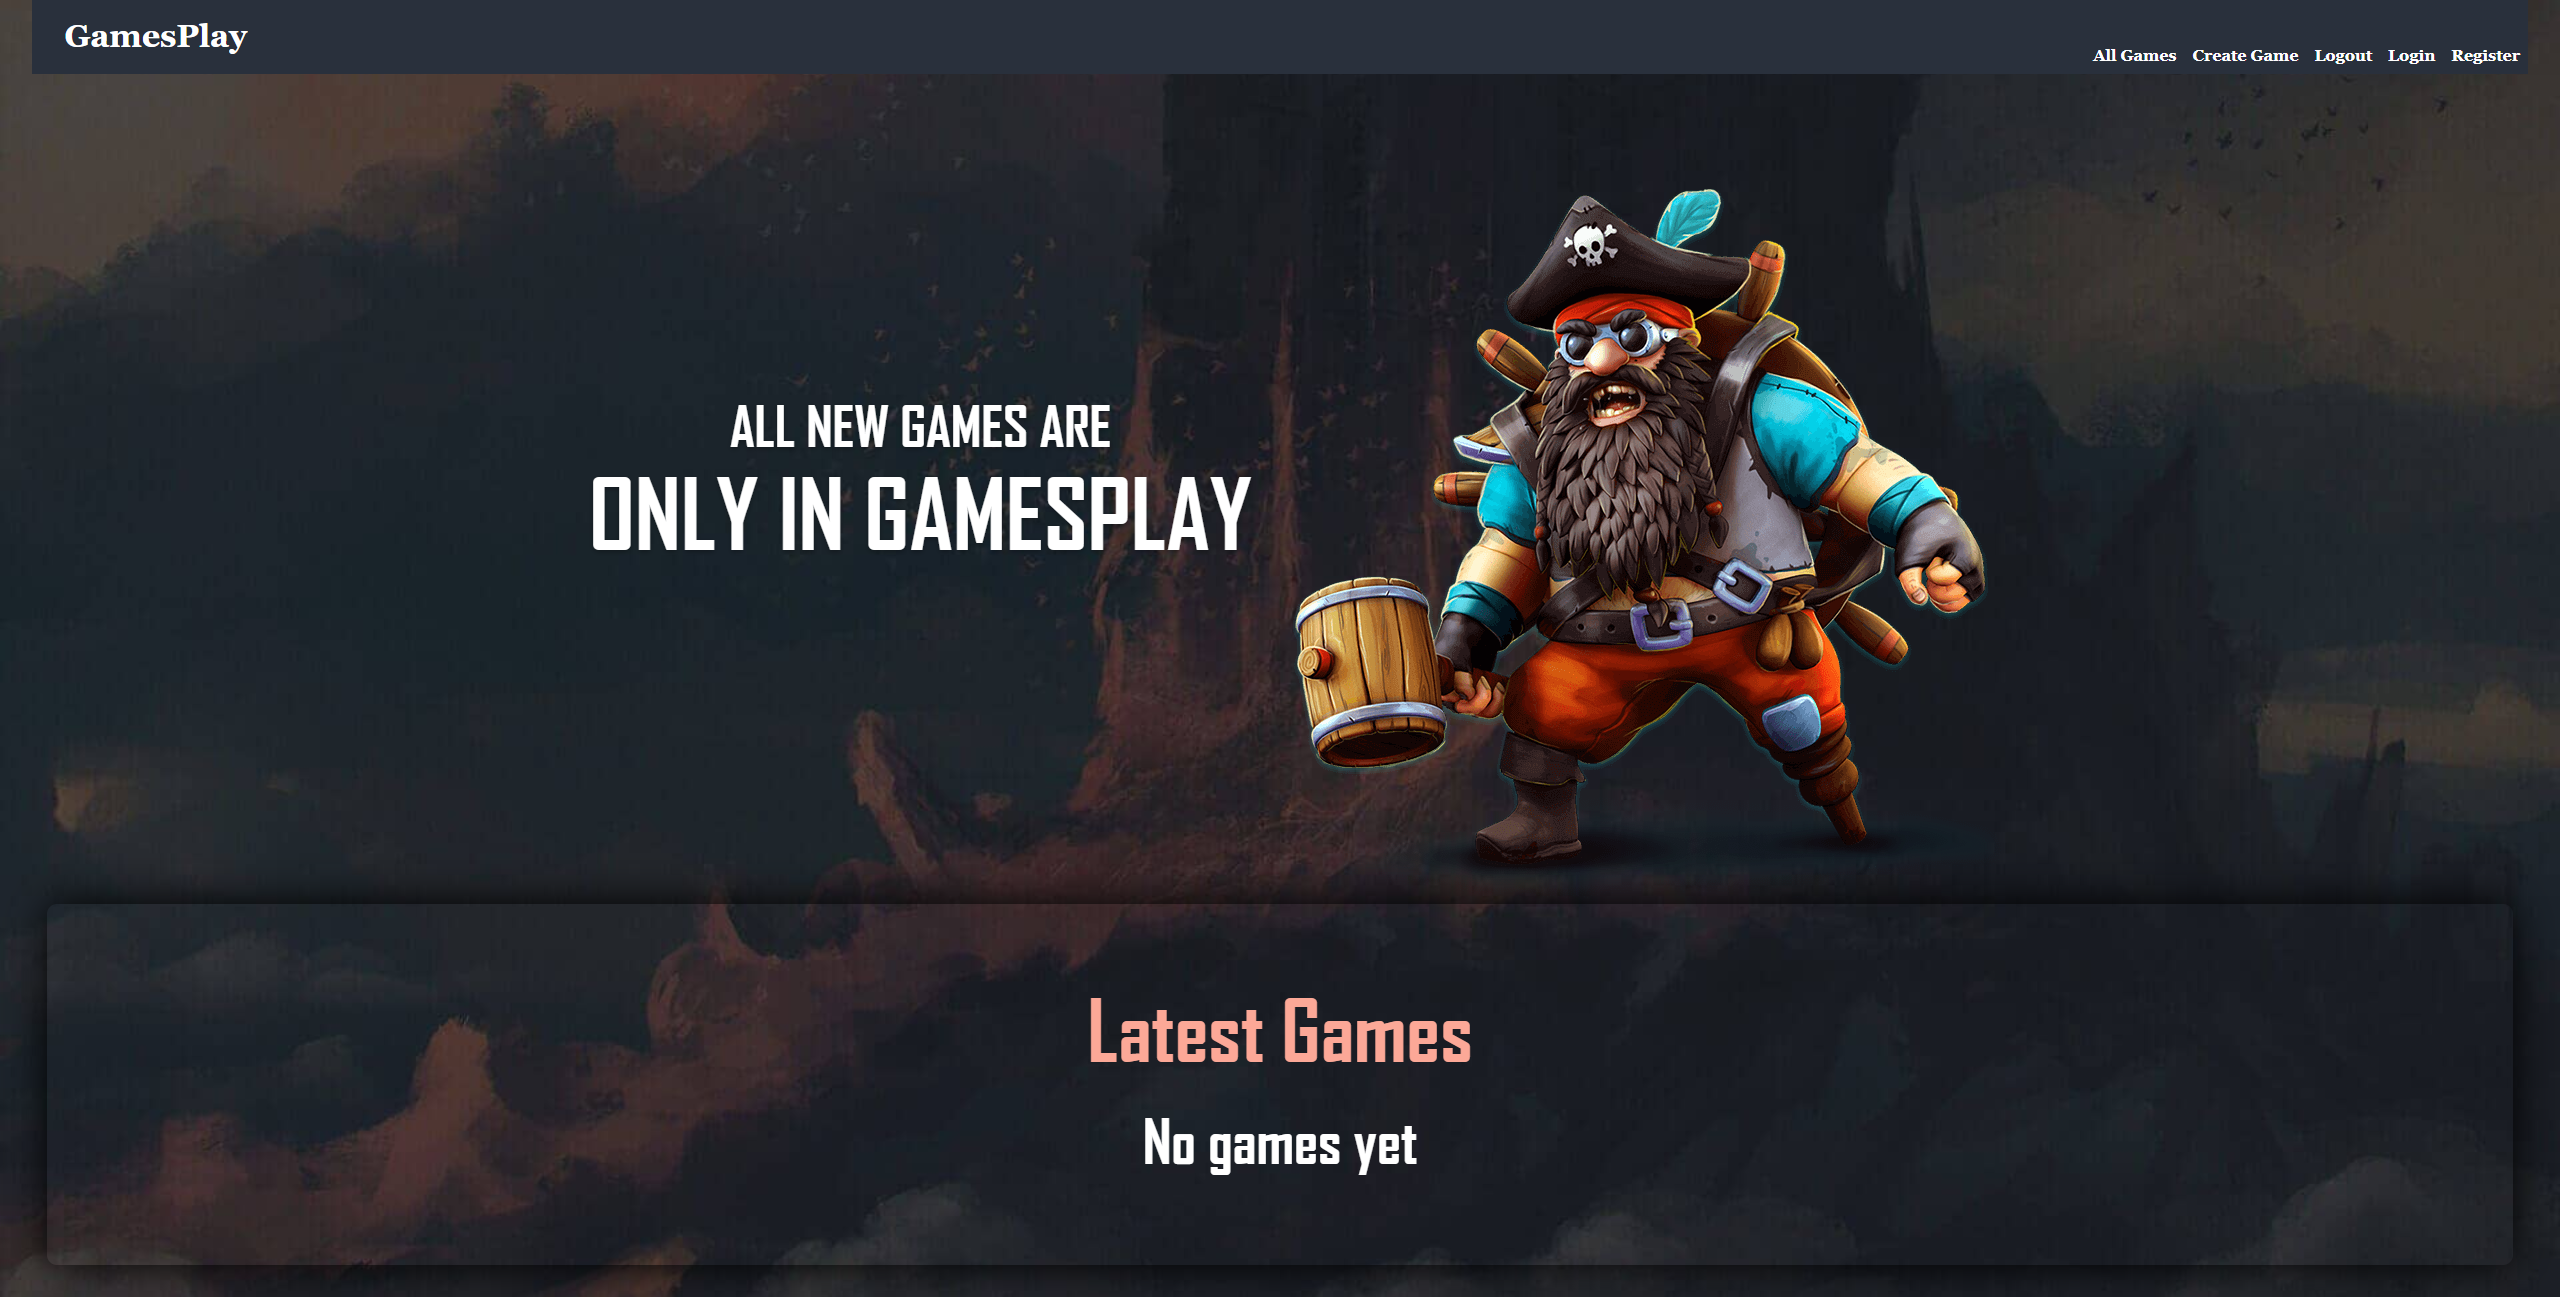 GamesPlay
All Games Create Game Logout Login Register
ALL NEW GAMES ARE
ONLY IN GAMESPLAY
Latest Games
No games yet